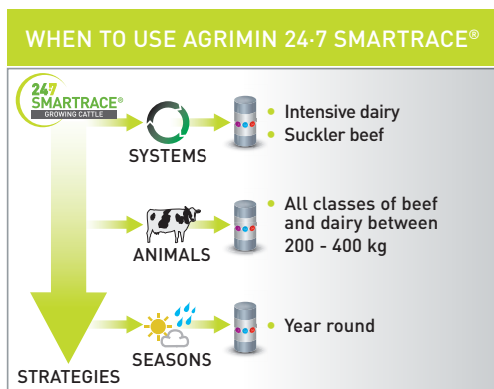 WHEN TO USE AGRIMIN 24·7 SMARTRACE®
24·7
SMARTRACE®
GROWING CATTLE
SYSTEMS
• Intensive dairy
• Suckler beef
ANIMALS
• All classes of beef
and dairy between
200 - 400 kg
SEASONS
• Year round
STRATEGIES